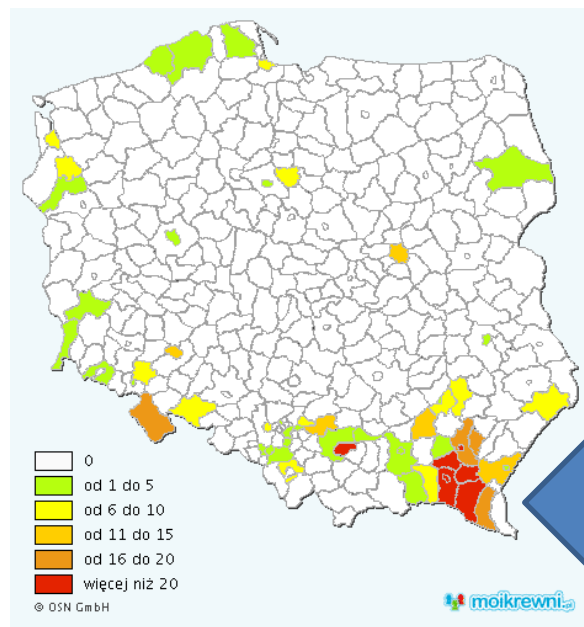 0
od 1 do 5
od 6 do 10
od 11 do 15
od 16 do 20
więcej niż 20
© OSN GmbH
moikrewni.pl